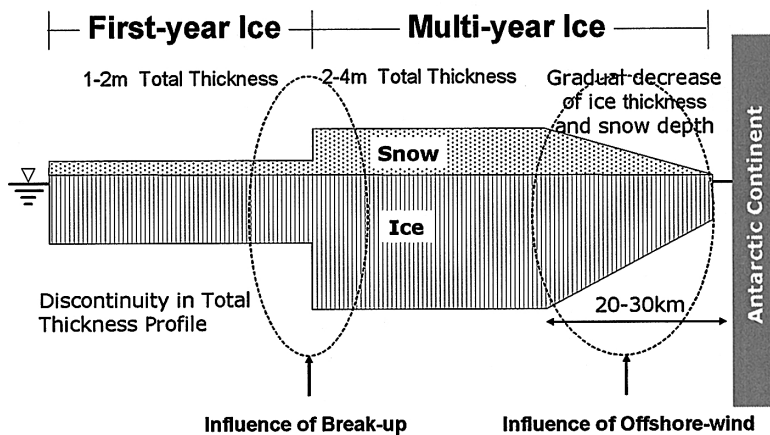 First-year Ice
Multi-year Ice
1-2m Total Thickness
2-4m Total Thickness
Gradual decrease
of ice thickness
and snow depth
Snow
Ice
Antarctic Continent
Discontinuity in Total
Thickness Profile
20-30km
Influence of Break-up
Influence of Offshore-wind